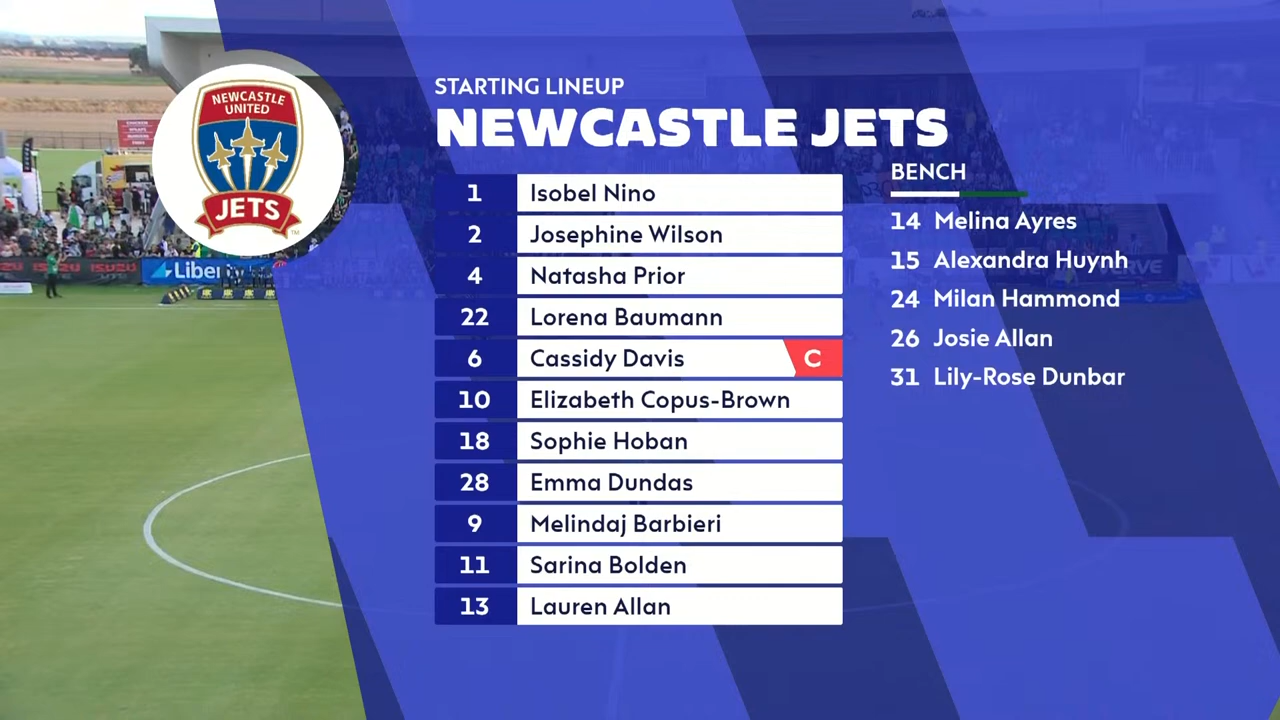 NEWCASTLE
UNITED
JETS
TM
STARTING LINEUP
NEWCASTLE JETS
1 Isobel Nino
2 Josephine Wilson
4 Natasha Prior
22 Lorena Baumann
6 Cassidy Davis C
10 Elizabeth Copus-Brown
18 Sophie Hoban
28 Emma Dundas
9 Melindaj Barbieri
11 Sarina Bolden
13 Lauren Allan
BENCH
14 Melina Ayres
15 Alexandra Huynh
24 Milan Hammond
26 Josie Allan
31 Lily-Rose Dunbar
ISUZU
ISUZU